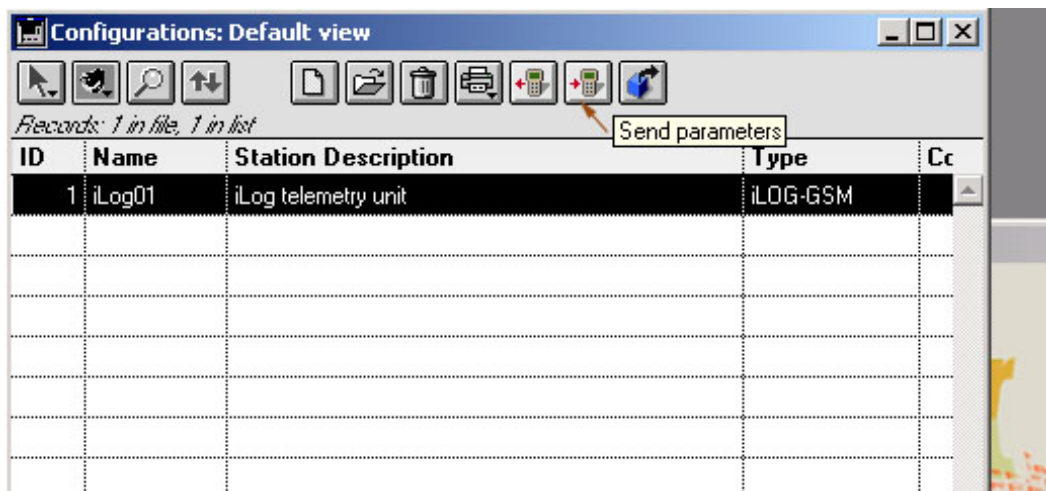 Configurations: Default view
Records: 1 in file, 1 in list
Send parameters
ID Name Station Description Type Cc
1 iLog01 iLog telemetry unit iLOG-GSM